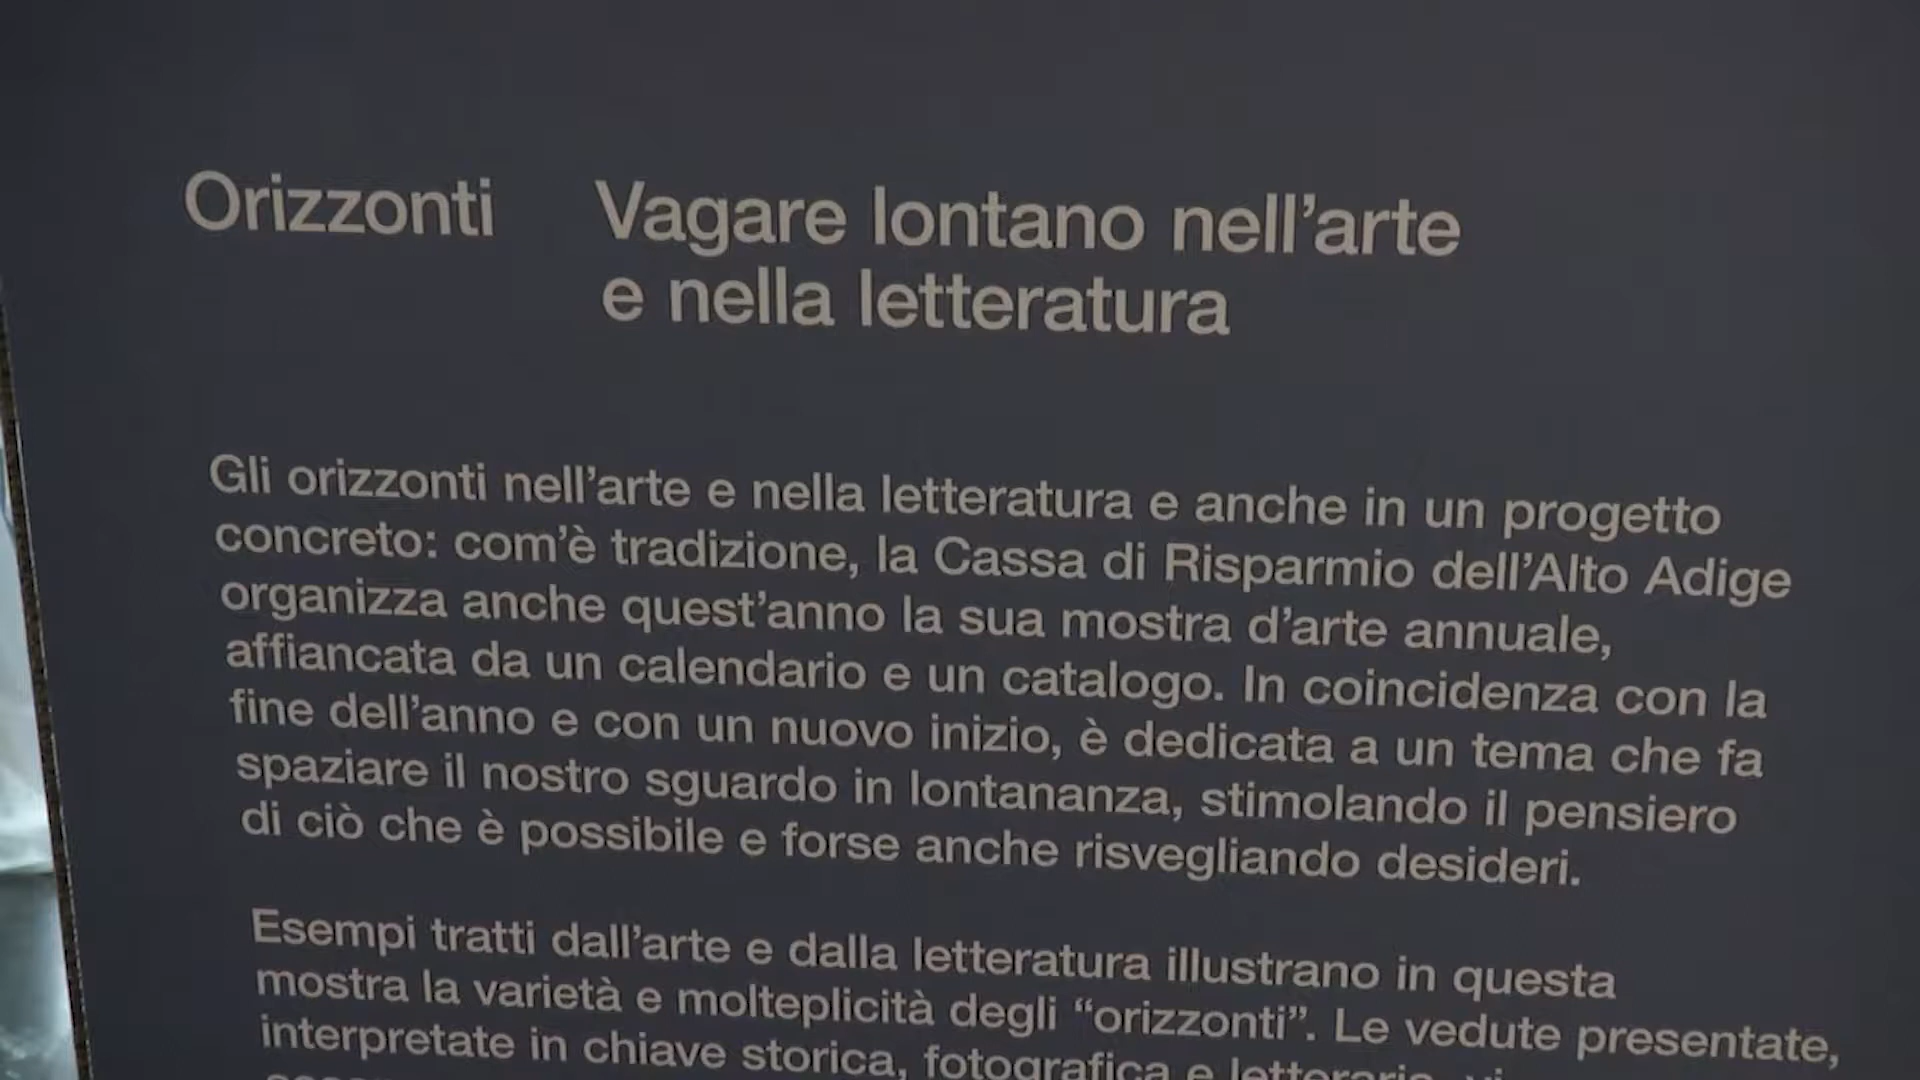 Orizzonti
Vagare lontano nell’arte
e nella letteratura
Gli orizzonti nell’arte e nella letteratura e anche in un progetto
concreto: com’è tradizione, la Cassa di Risparmio dell’Alto Adige
organizza anche quest’anno la sua mostra d’arte annuale,
affiancata da un calendario e un catalogo. In coincidenza con la
fine dell’anno e con un nuovo inizio, è dedicata a un tema che fa
spaziare il nostro sguardo in lontananza, stimolando il pensiero
di ciò che è possibile e forse anche risvegliando desideri.
Esempi tratti dall’arte e dalla letteratura illustrano in questa
mostra la varietà e molteplicità degli “orizzonti”. Le vedute presentate,
interpretate in chiave storica, fotografica e